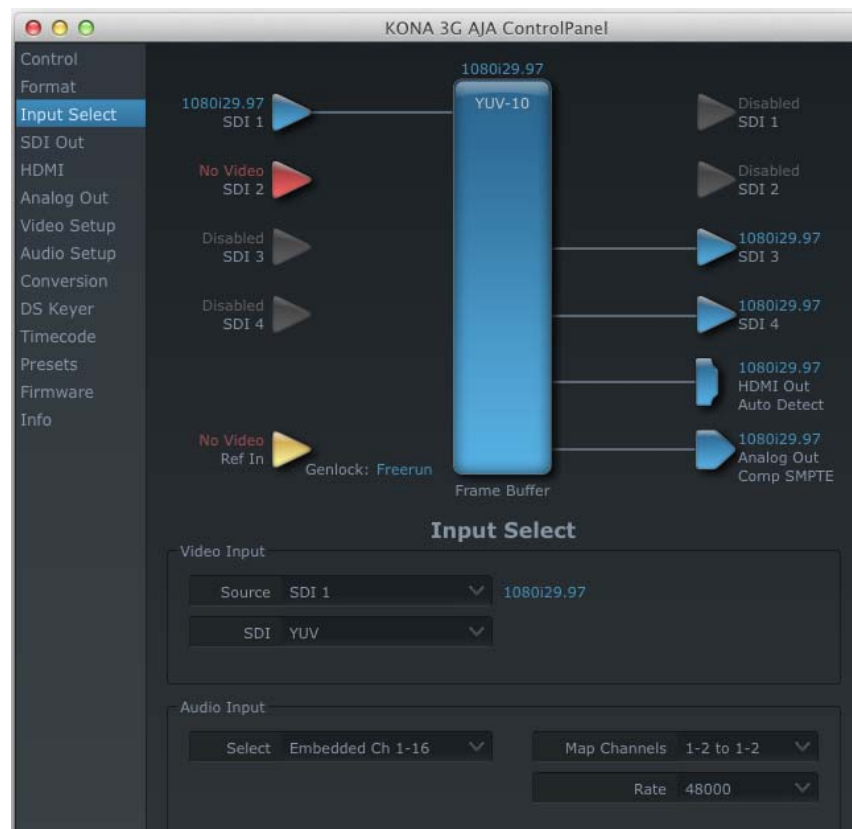 KONA 3G AJA ControlPanel
Control
Format
Input Select
SDI Out
HDMI
Analog Out
Video Setup
Audio Setup
Conversion
DS Keyer
Timecode
Presets
Firmware
Info
1080i29.97
YUV-10
1080i29.97
SDI 1
No Video
SDI 2
Disabled
SDI 3
Disabled
SDI 4
No Video
Ref In
Genlock: Freerun
Frame Buffer
Disabled
SDI 1
Disabled
SDI 2
1080i29.97
SDI 3
1080i29.97
SDI 4
1080i29.97
HDMI Out
Auto Detect
1080i29.97
Analog Out
Comp SMPTE
Input Select
Video Input
Source SDI 1 1080i29.97
SDI YUV
Audio Input
Select Embedded Ch 1-16 Map Channels 1-2 to 1-2
Rate 48000